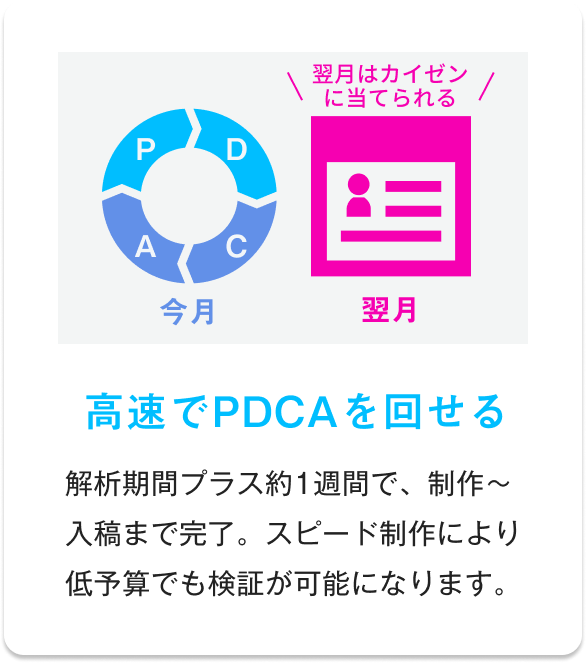 翌月はカイゼン
に当てられる
P
D
A
C
今月
翌月
高速でPDCAを回せる
解析期間プラス約1週間で、制作〜
入稿まで完了。スピード制作により
低予算でも検証が可能になります。